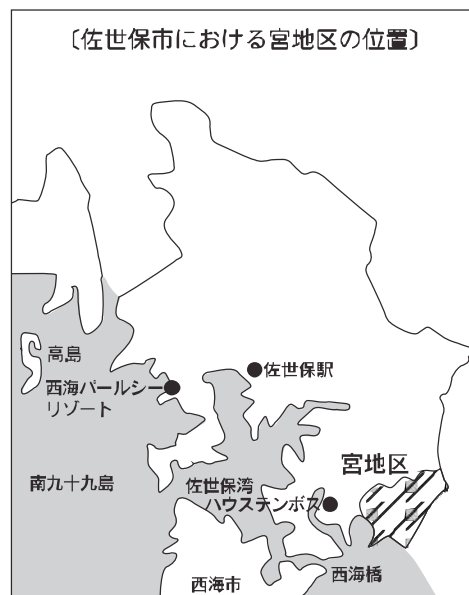 〔佐世保市における宮地区の位置〕
高島
佐世保駅
西海パールシー
リゾート
宮地区
南九十九島
佐世保湾
ハウステンボス
西海橋
西海市